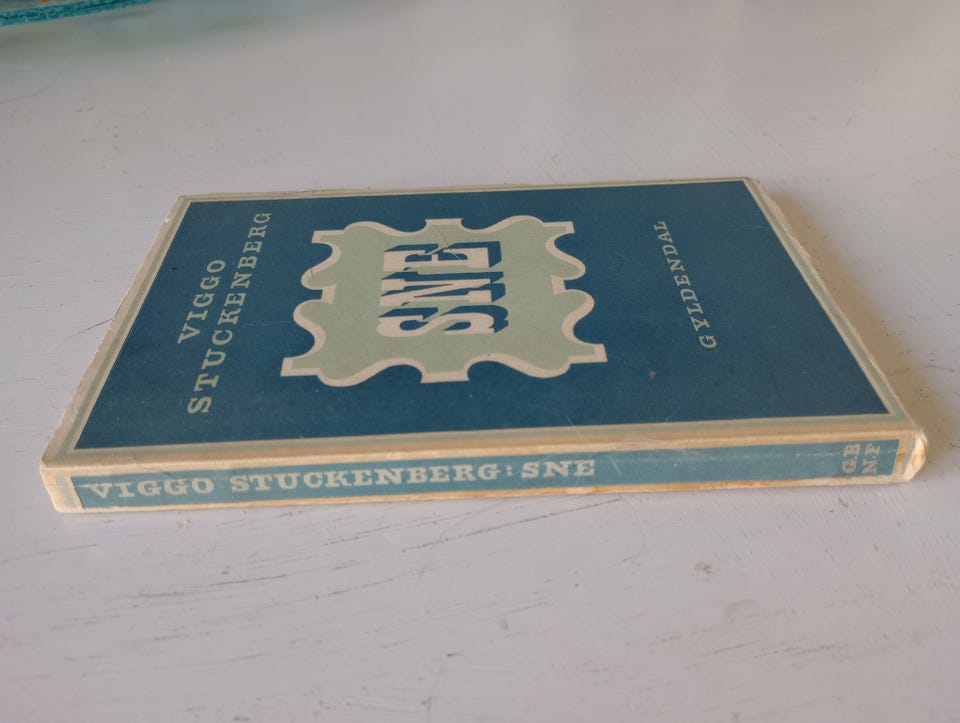 VIGGO
STUCKENBERG
SNE
GYLDENDAL
VIGGO STUCKENBERG: SNE
G.B
N.F